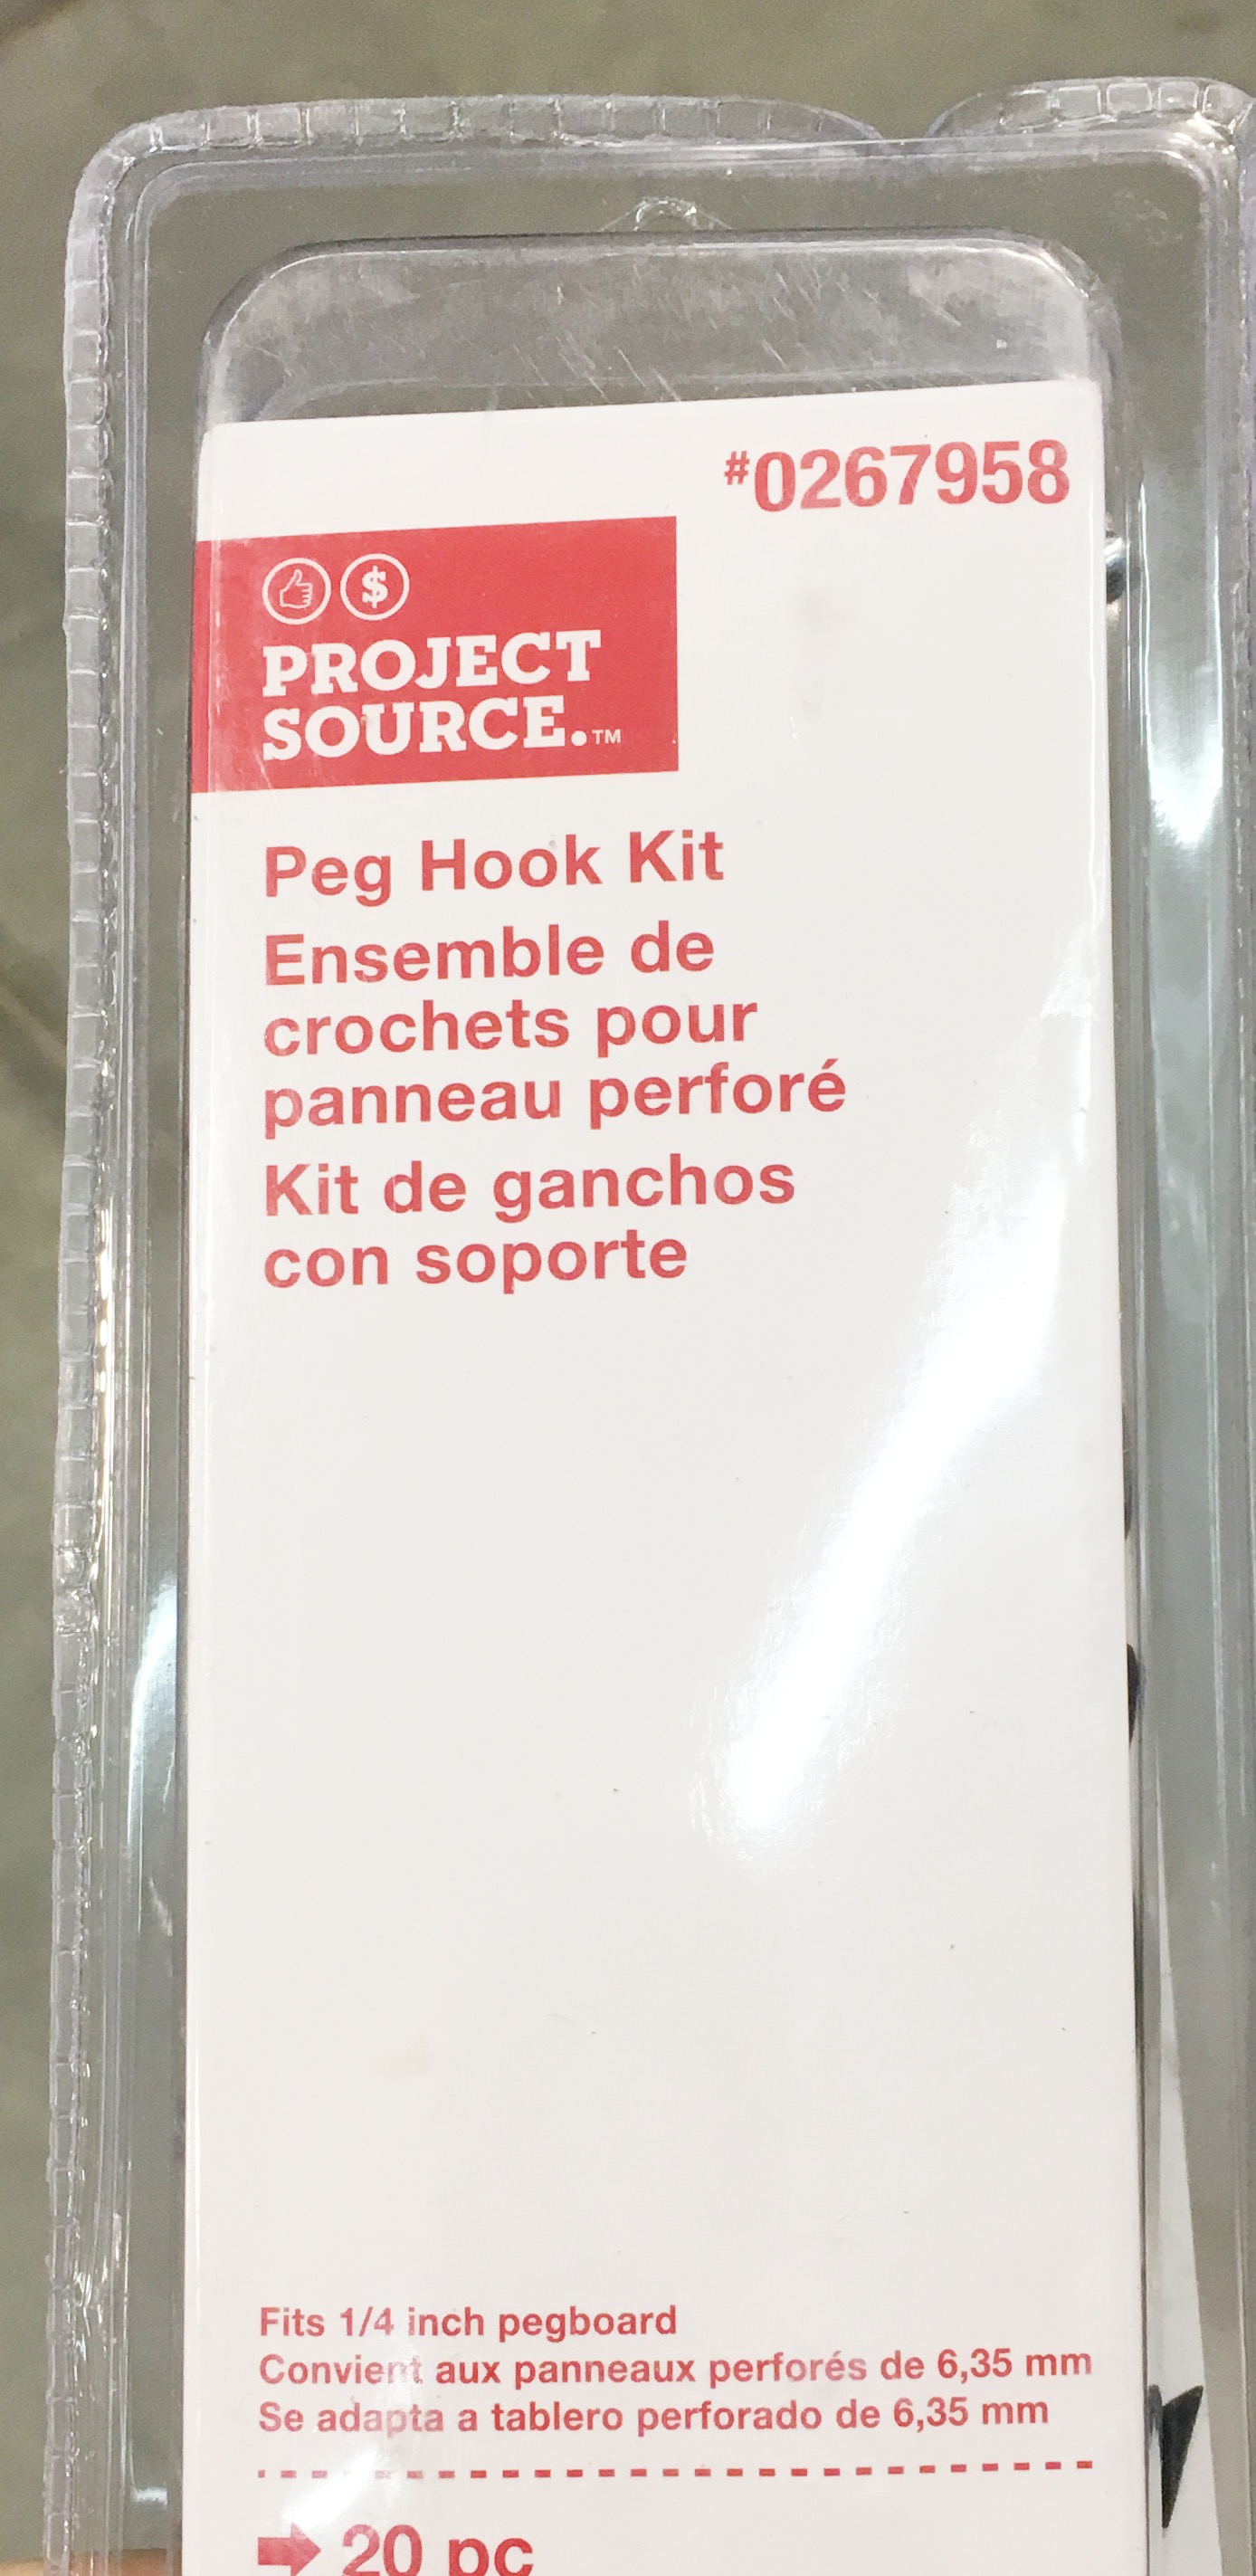 #0267958
$
PROJECT
SOURCE.™
Peg Hook Kit
Ensemble de
crochets pour
panneau perforé
Kit de ganchos
con soporte
Fits 1/4 inch pegboard
Convient aux panneaux perforés de 6,35 mm
Se adapta a tablero perforado de 6,35 mm
20 pc